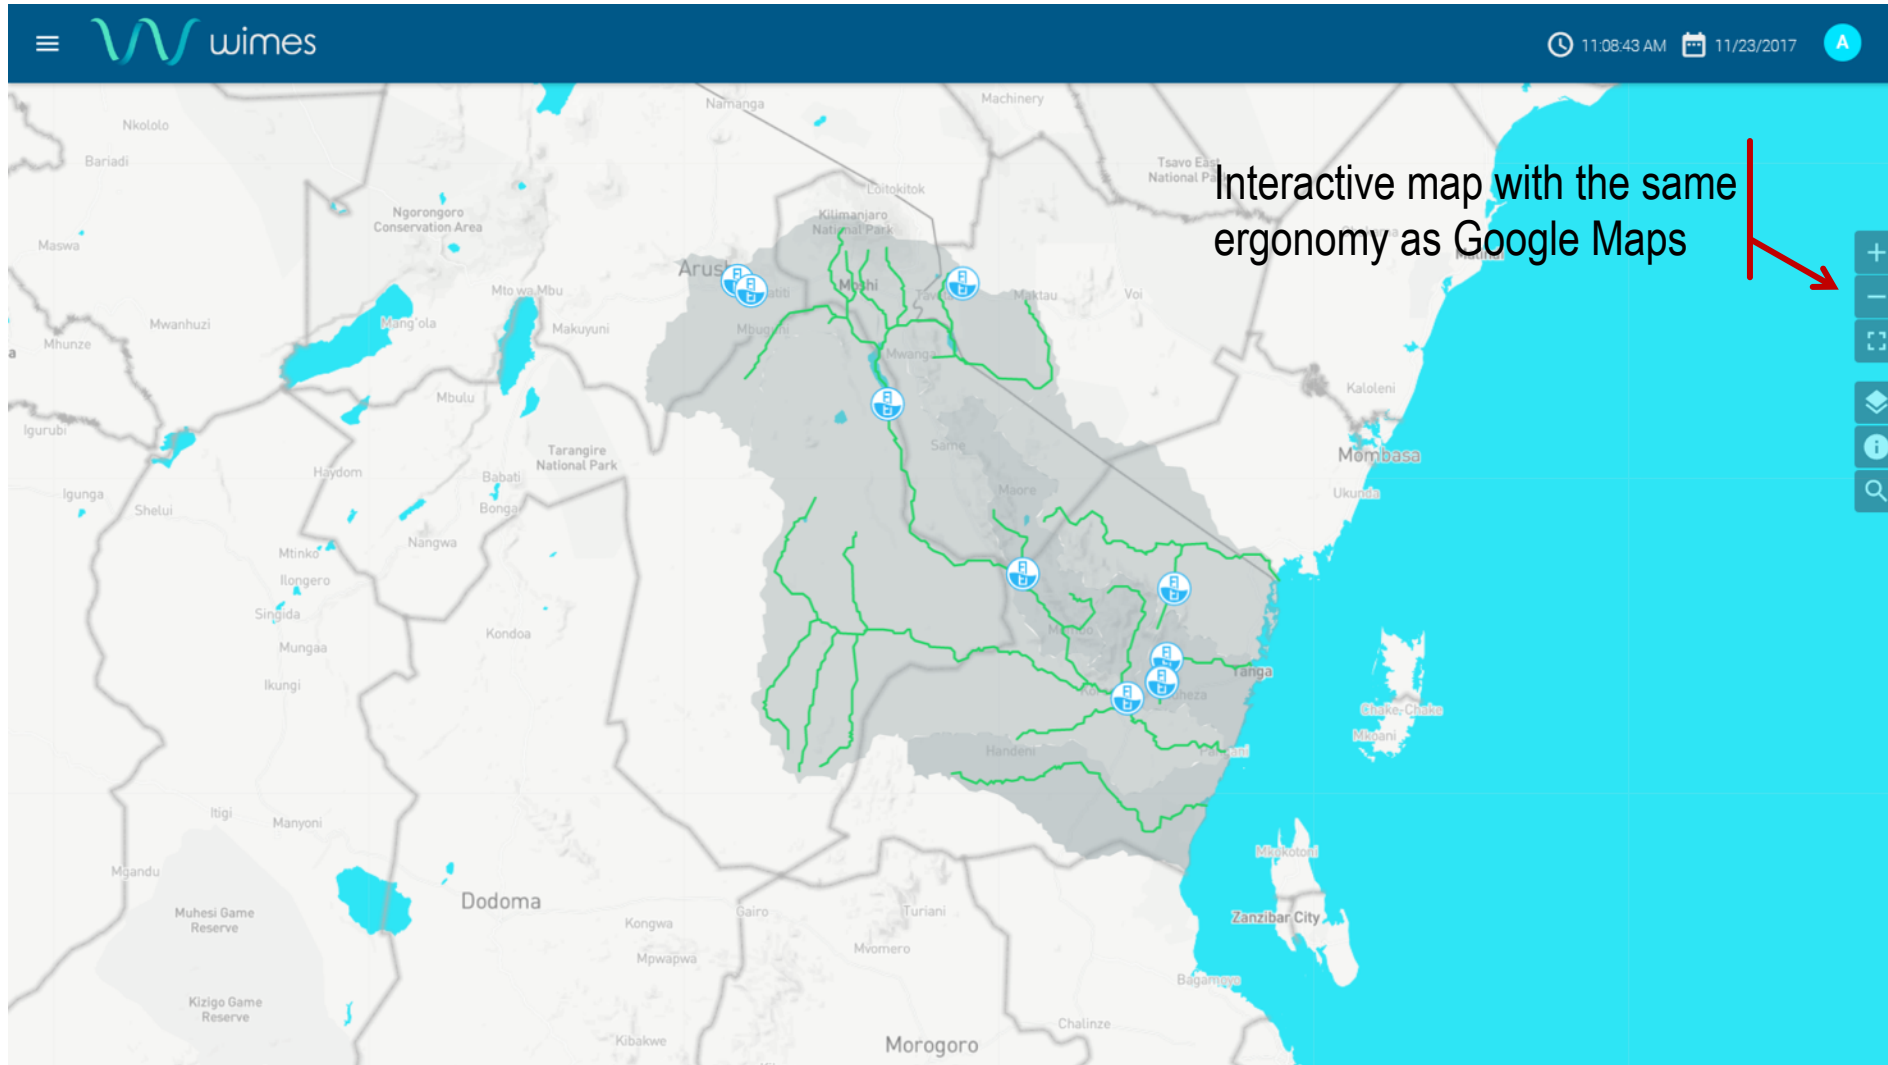 wimes
11:08:43 AM
11/23/2017
A
Namanga
Machinery
Nkololo
Bariadi
Tsavo East
National
Interactive map with the same
ergonomy as Google Maps
Loitokitok
Kilimanjaro
National Park
Ngorongoro
Conservation Area
Maswa
Moshi
Mto wa Mbu
Maktau
Voi
Mwanhuzi
Mang'ola
Makuyuni
Mbuguni
Mhunze
a
Mwanga
Mbulu
Kaloleni
Igurubi
Same
Mombasa
Tarangire
National Park
Haydom
Babati
Bonga
Igunga
Shelui
Maore
Ukunda
Nangwa
Mtinko
Ilongero
Singida
Kondoa
Mungaa
Ikungi
Tanga
Chake-Chake
Mkoani
Handeni
Itigi
Manyoni
Mkokotoni
Mgandu
Dodoma
Muhesi Game
Reserve
Gairo
Turiani
Kongwa
Zanzibar City
Mvomero
Mpwapwa
Bagamoyo
Kizigo Game
Reserve
Chalinze
Kibakwe
Morogoro